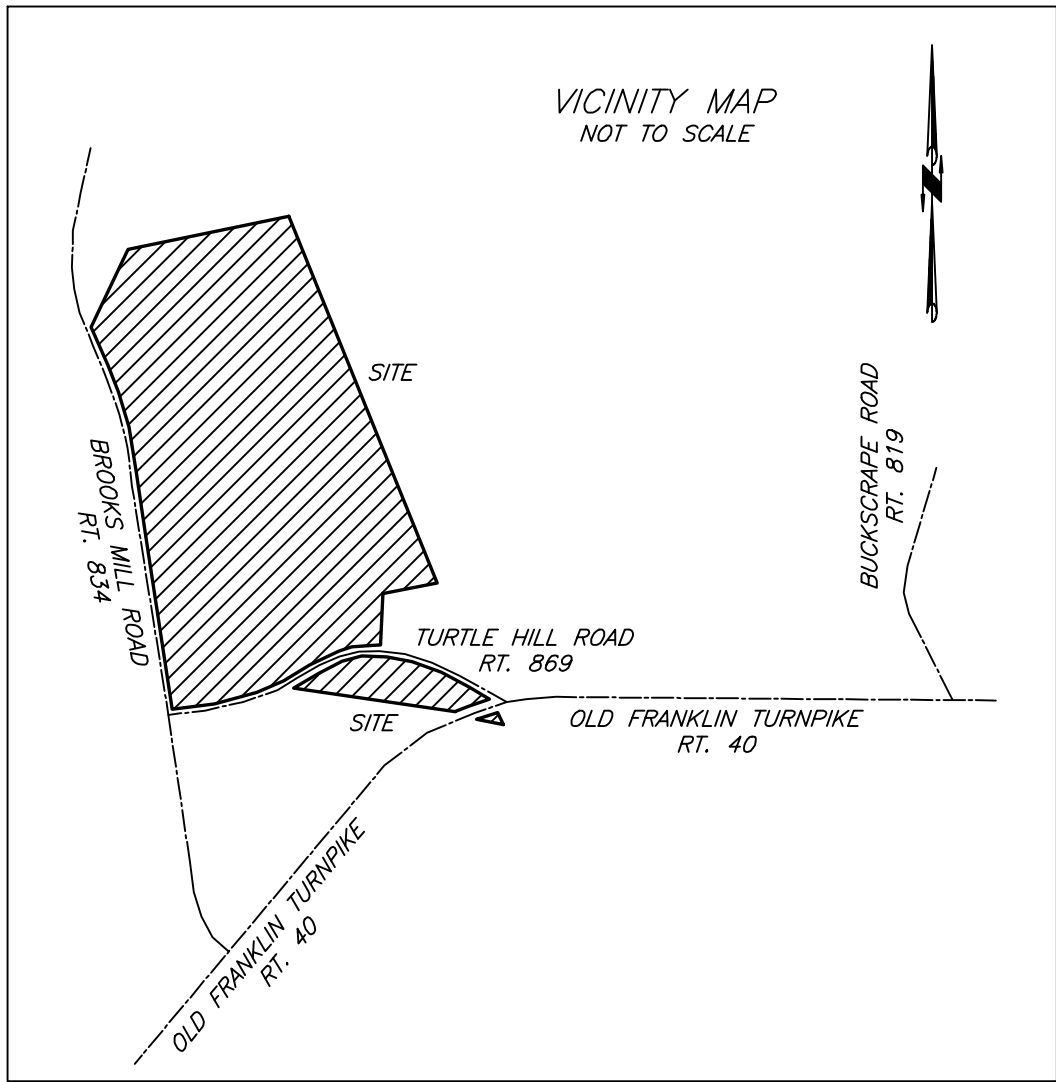 VICINITY MAP
NOT TO SCALE
N
SITE
BUCKSCRAPE ROAD
RT. 819
BROOKS MILL ROAD
RT. 834
TURTLE HILL ROAD
RT. 869
SITE
OLD FRANKLIN TURNPIKE
RT. 40
OLD FRANKLIN TURNPIKE
RT. 40